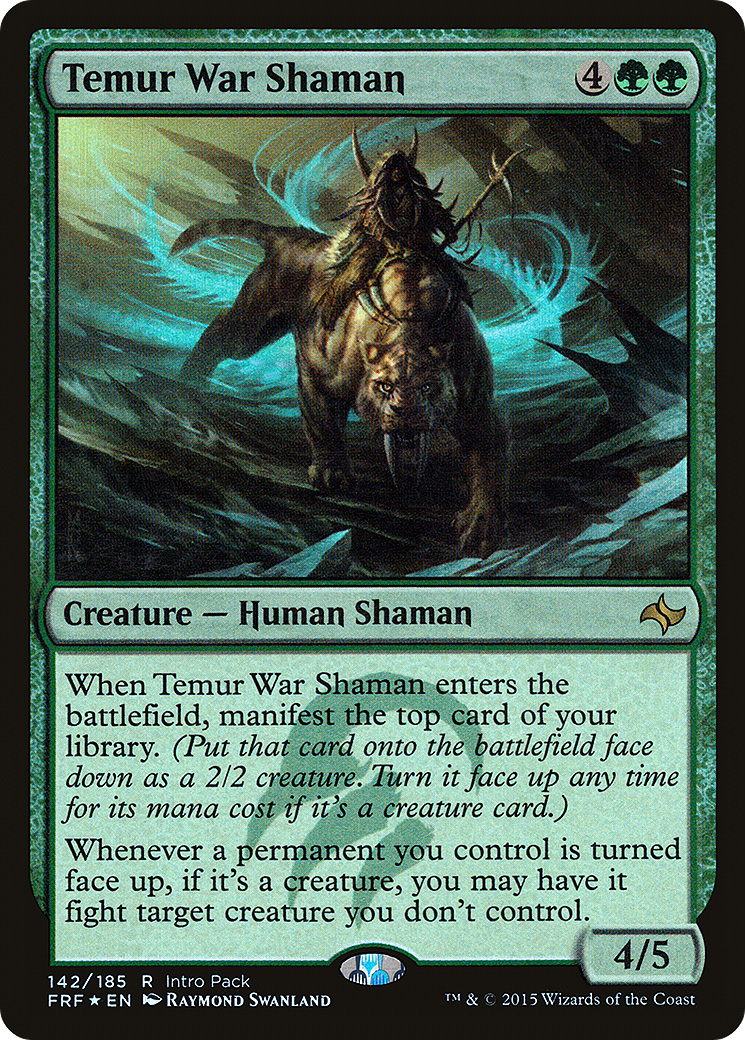 Temur War Shaman 4
Creature — Human Shaman
When Temur War Shaman enters the
battlefield, manifest the top card of your
library. (Put that card onto the battlefield face
down as a 2/2 creature. Turn it face up any time
for its mana cost if it's a creature card.)
Whenever a permanent you control is turned
face up, if it's a creature, you may have it
fight target creature you don't control.
4/5
142/185 R Intro Pack
FRF ★ EN Raymond Swanland
™ & © 2015 Wizards of the Coast